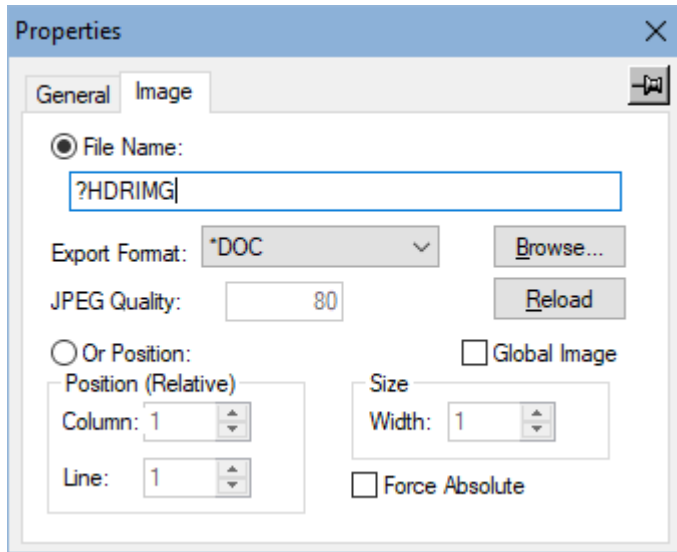 Properties
General Image
File Name:
?HDRIMG
Export Format: *DOC Browse...
JPEG Quality: 80 Reload
Or Position: Global Image
Position (Relative) Size
Column: 1 Width: 1
Line: 1 Force Absolute